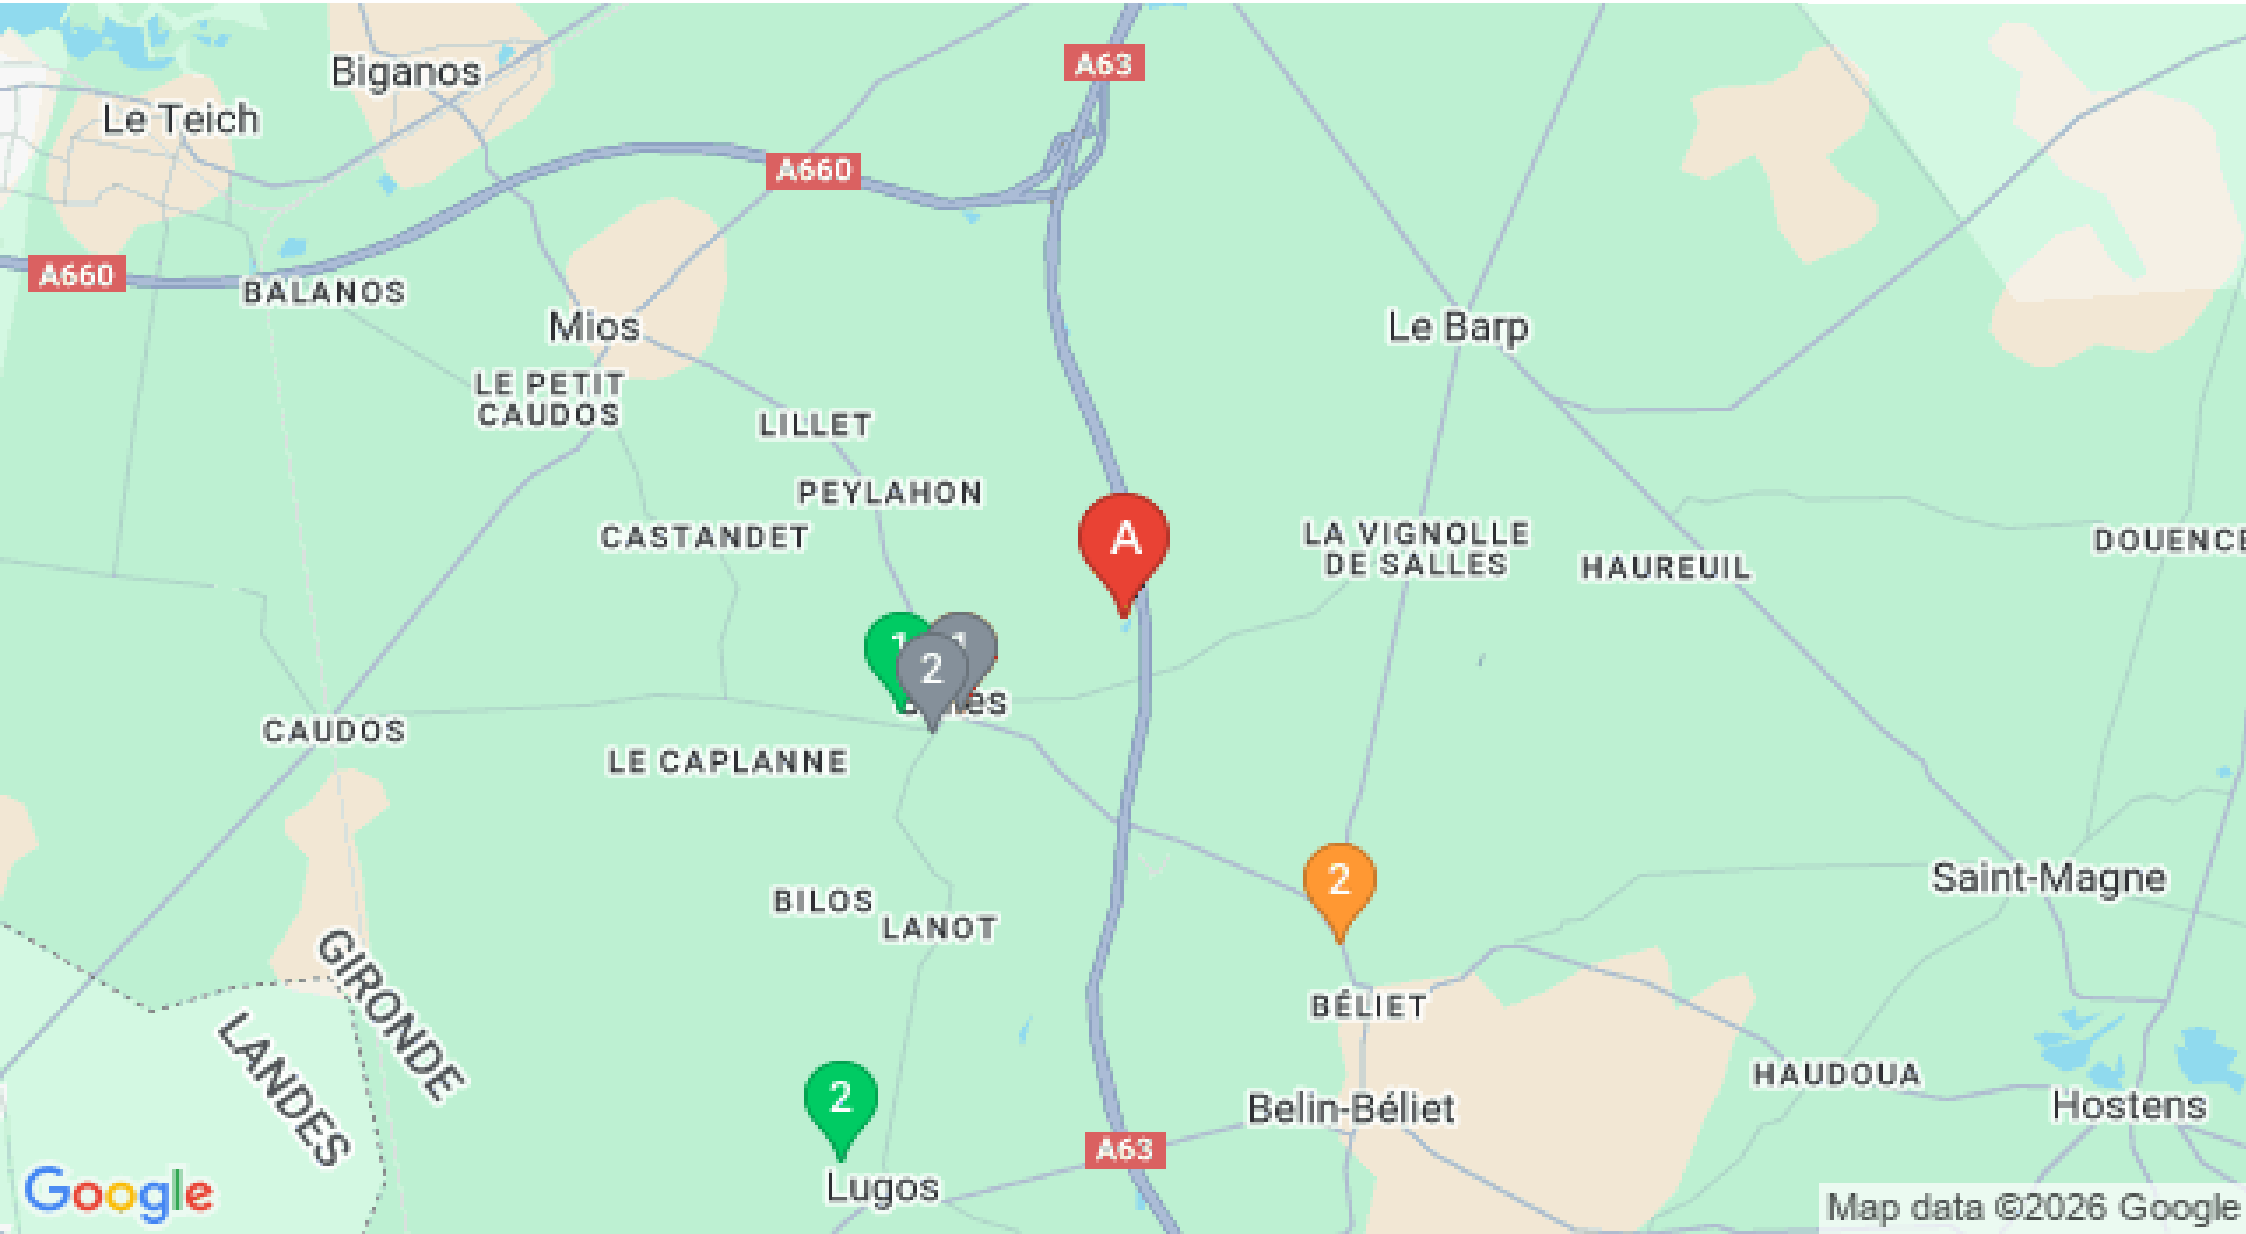 A63
Biganos
Le Teich
A660
A660
BALANOS
Mios
Le Barp
LE PETIT
CAUDOS
LILLET
PEYLAHON
CASTANDET
A
LA VIGNOLLE
DE SALLES
HAUREUIL
DOUENCE
1
1
2
CAUDOS
LE CAPLANNE
2
BILOS
LANOT
Saint-Magne
GIRONDE
LANDES
BÉLIET
HAUDOUA
2
Belin-Béliet
Hostens
A63
Lugos
Google
Map data ©2026 Google